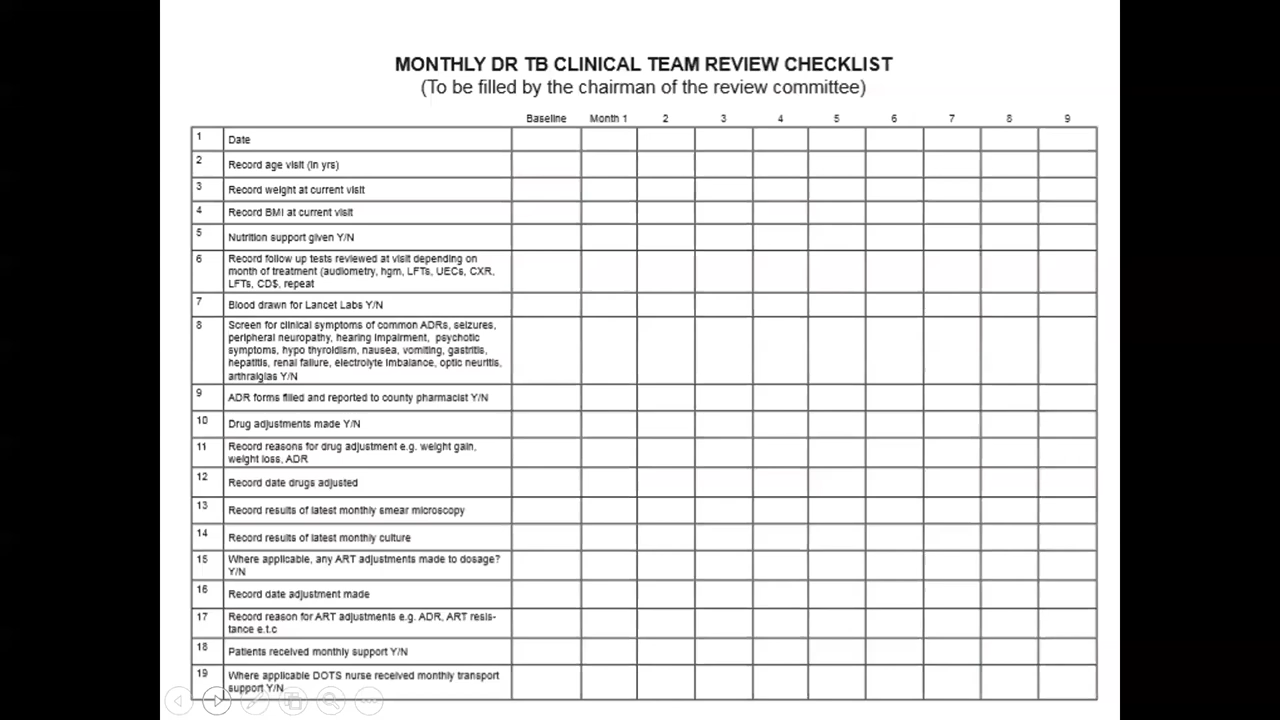 MONTHLY DR TB CLINICAL TEAM REVIEW CHECKLIST
(To be filled by the chairman of the review committee)
Baseline Month 1 2 3 4 5 6 7 8 9
1 Date
2 Record age visit (in yrs)
3 Record weight at current visit
4 Record BMI at current visit
5 Nutrition support given Y/N
6 Record follow up tests reviewed at visit depending on
month of treatment (audiometry, hgm, LFTs, UECs, CXR,
LFTs, CD$, repeat
7 Blood drawn for Lancet Labs Y/N
8 Screen for clinical symptoms of common ADRs, seizures,
peripheral neuropathy, hearing impairment, psychotic
symptoms, hypo thyroidism, nausea, vomiting, gastritis,
hepatitis, renal failure, electrolyte imbalance, optic neuritis,
arthralgias Y/N
9 ADR forms filled and reported to county pharmacist Y/N
10 Drug adjustments made Y/N
11 Record reasons for drug adjustment e.g. weight gain,
weight loss, ADR
12 Record date drugs adjusted
13 Record results of latest monthly smear microscopy
14 Record results of latest monthly culture
15 Where applicable, any ART adjustments made to dosage?
Y/N
16 Record date adjustment made
17 Record reason for ART adjustments e.g. ADR, ART resis-
tance e.t.c
18 Patients received monthly support Y/N
19 Where applicable DOTS nurse received monthly transport
support Y/N